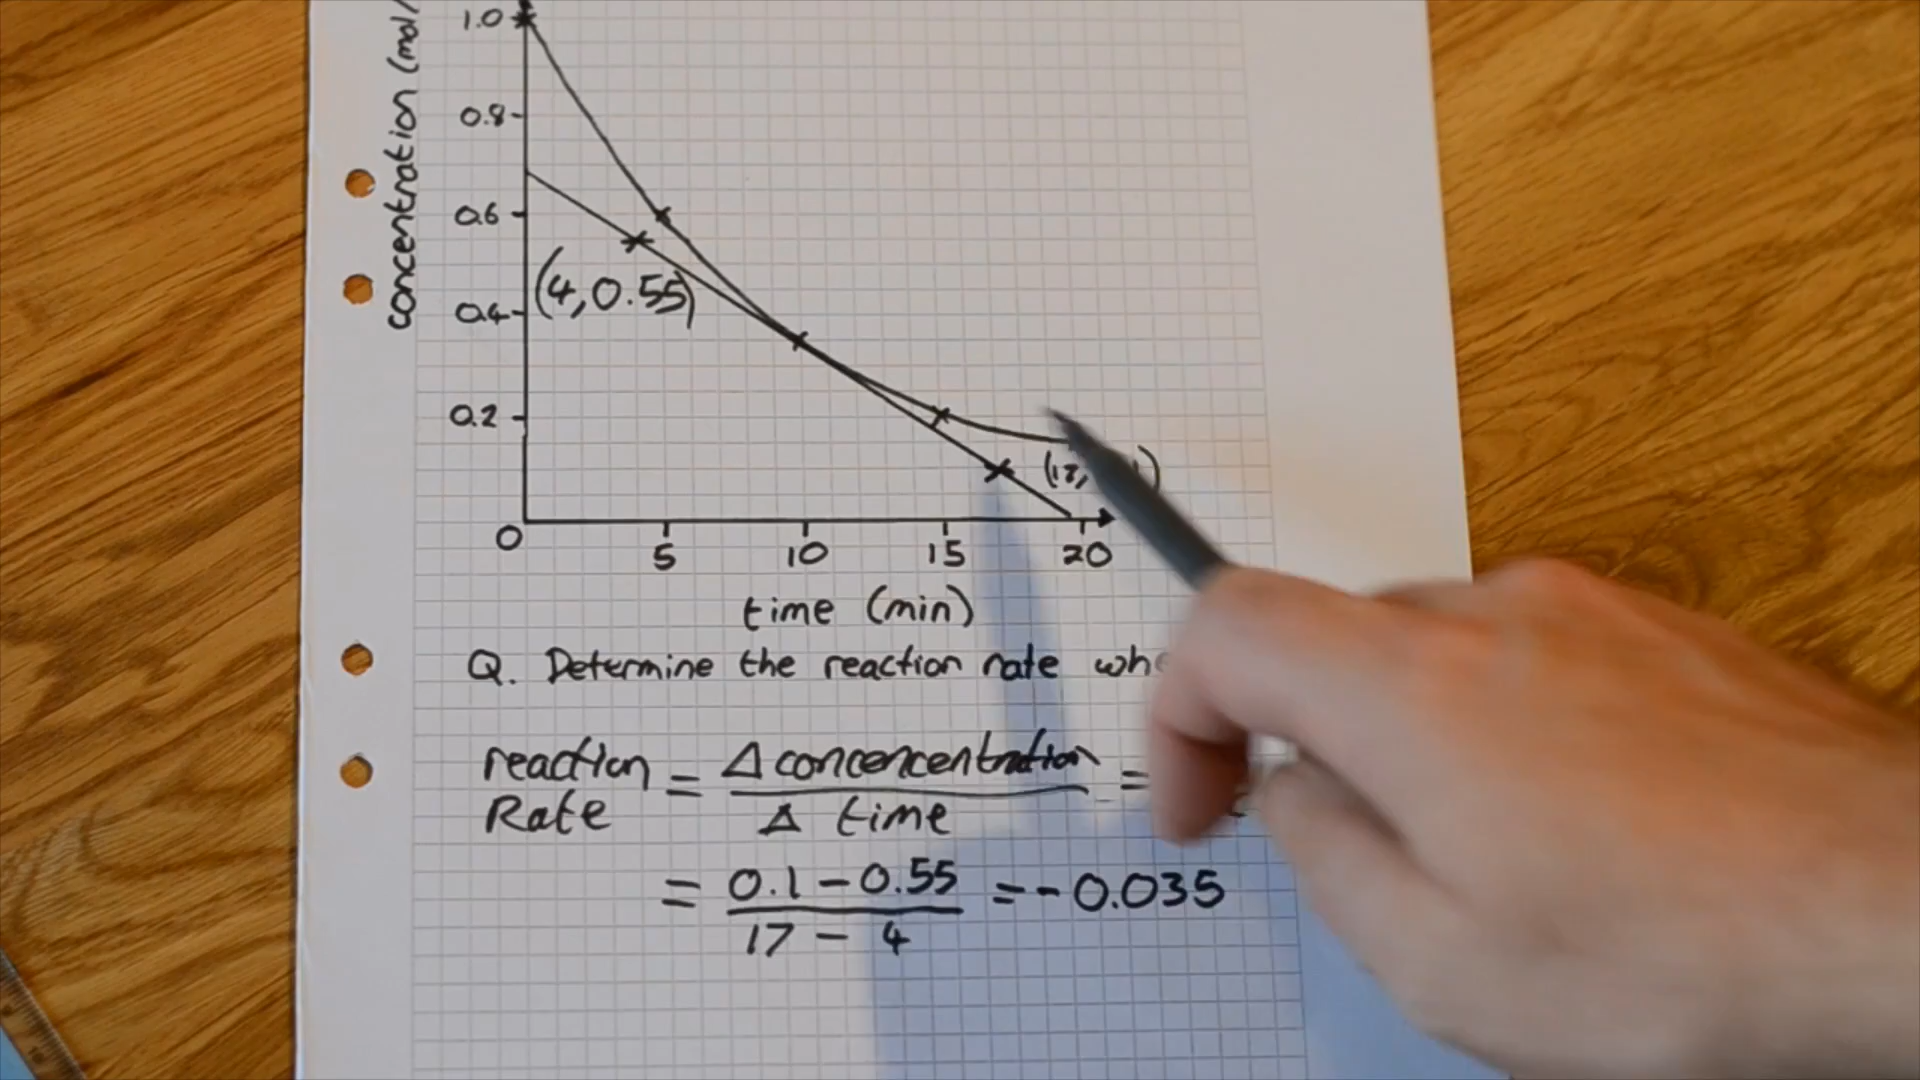 concentration (mol/
1.0
0.8
0.6
0.4
0.2
(4,0.55)
0
5
10
15
20
time (min)
Q. Determine the reaction rate
reaction Rate = Δ concencentration / Δ time =
= 0.1 - 0.55 / 17 - 4 = - 0.035